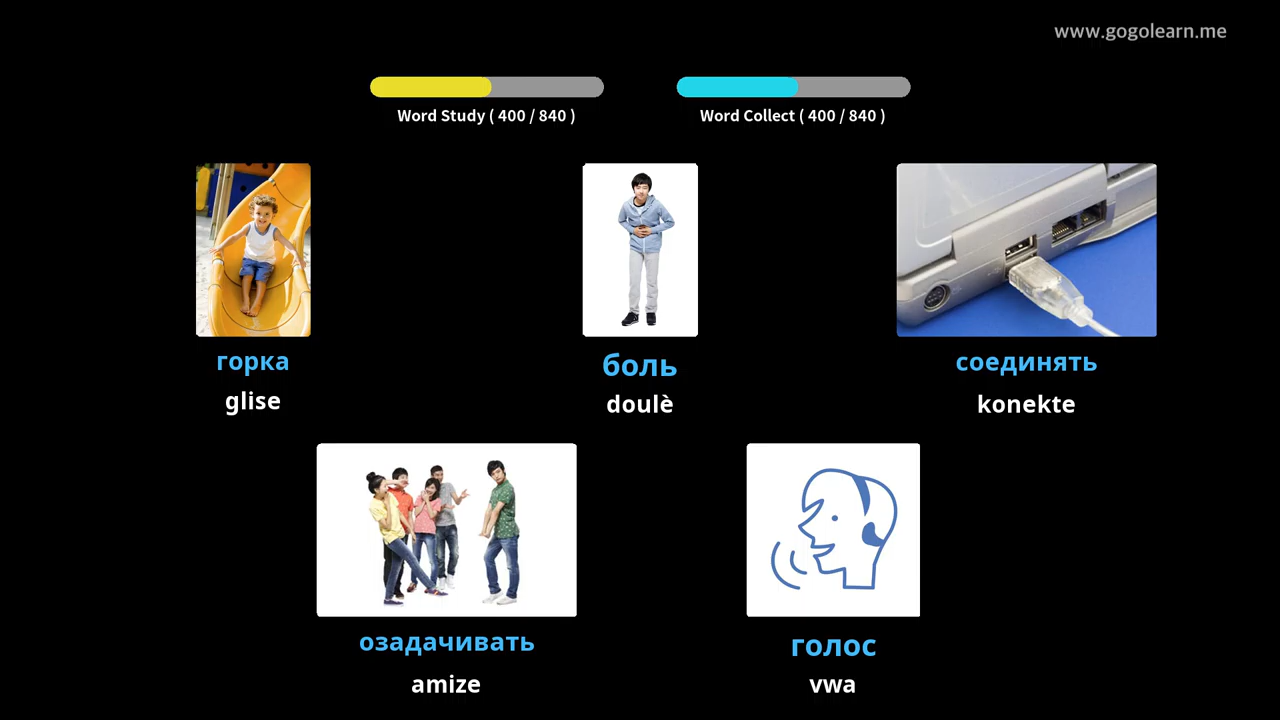 www.gogolearn.me
Word Study ( 400 / 840 )
Word Collect ( 400 / 840 )
горка
glise
боль
doulè
соединять
konekte
озадачивать
amize
голос
vwa